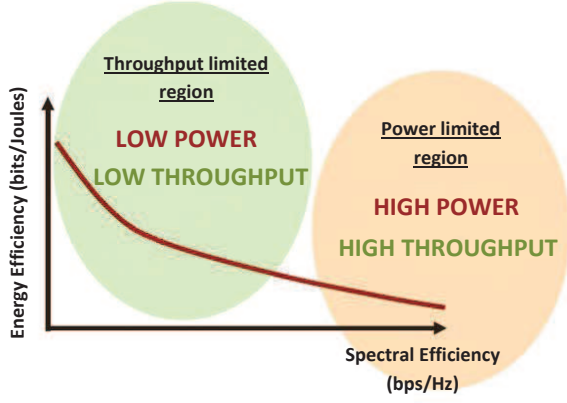 Energy Efficiency (bits/Joules)
Throughput limited
region
LOW POWER
LOW THROUGHPUT
Power limited
region
HIGH POWER
HIGH THROUGHPUT
Spectral Efficiency
(bps/Hz)